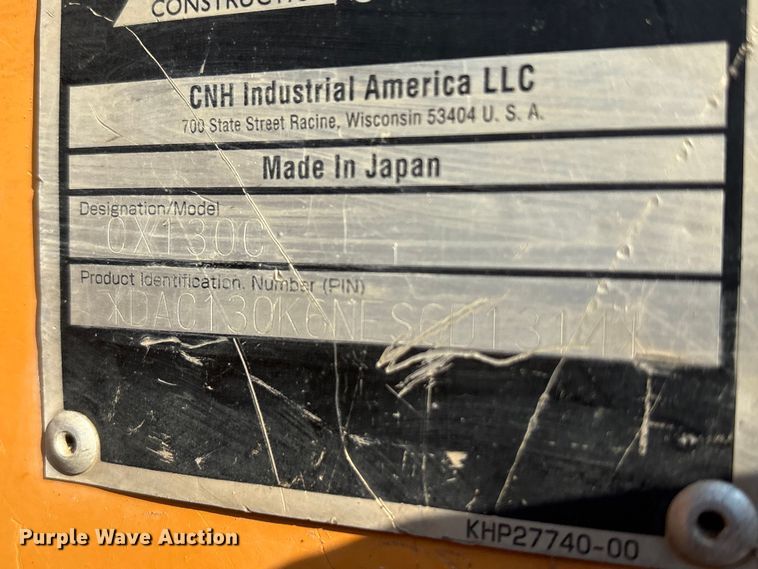 CONSTRUCTION
CNH Industrial America LLC
700 State Street Racine, Wisconsin 53404 U. S. A.
Made In Japan
Designation/Model
CX130C
Product Identification Number (PIN)
KHP27740-00
Purple Wave Auction